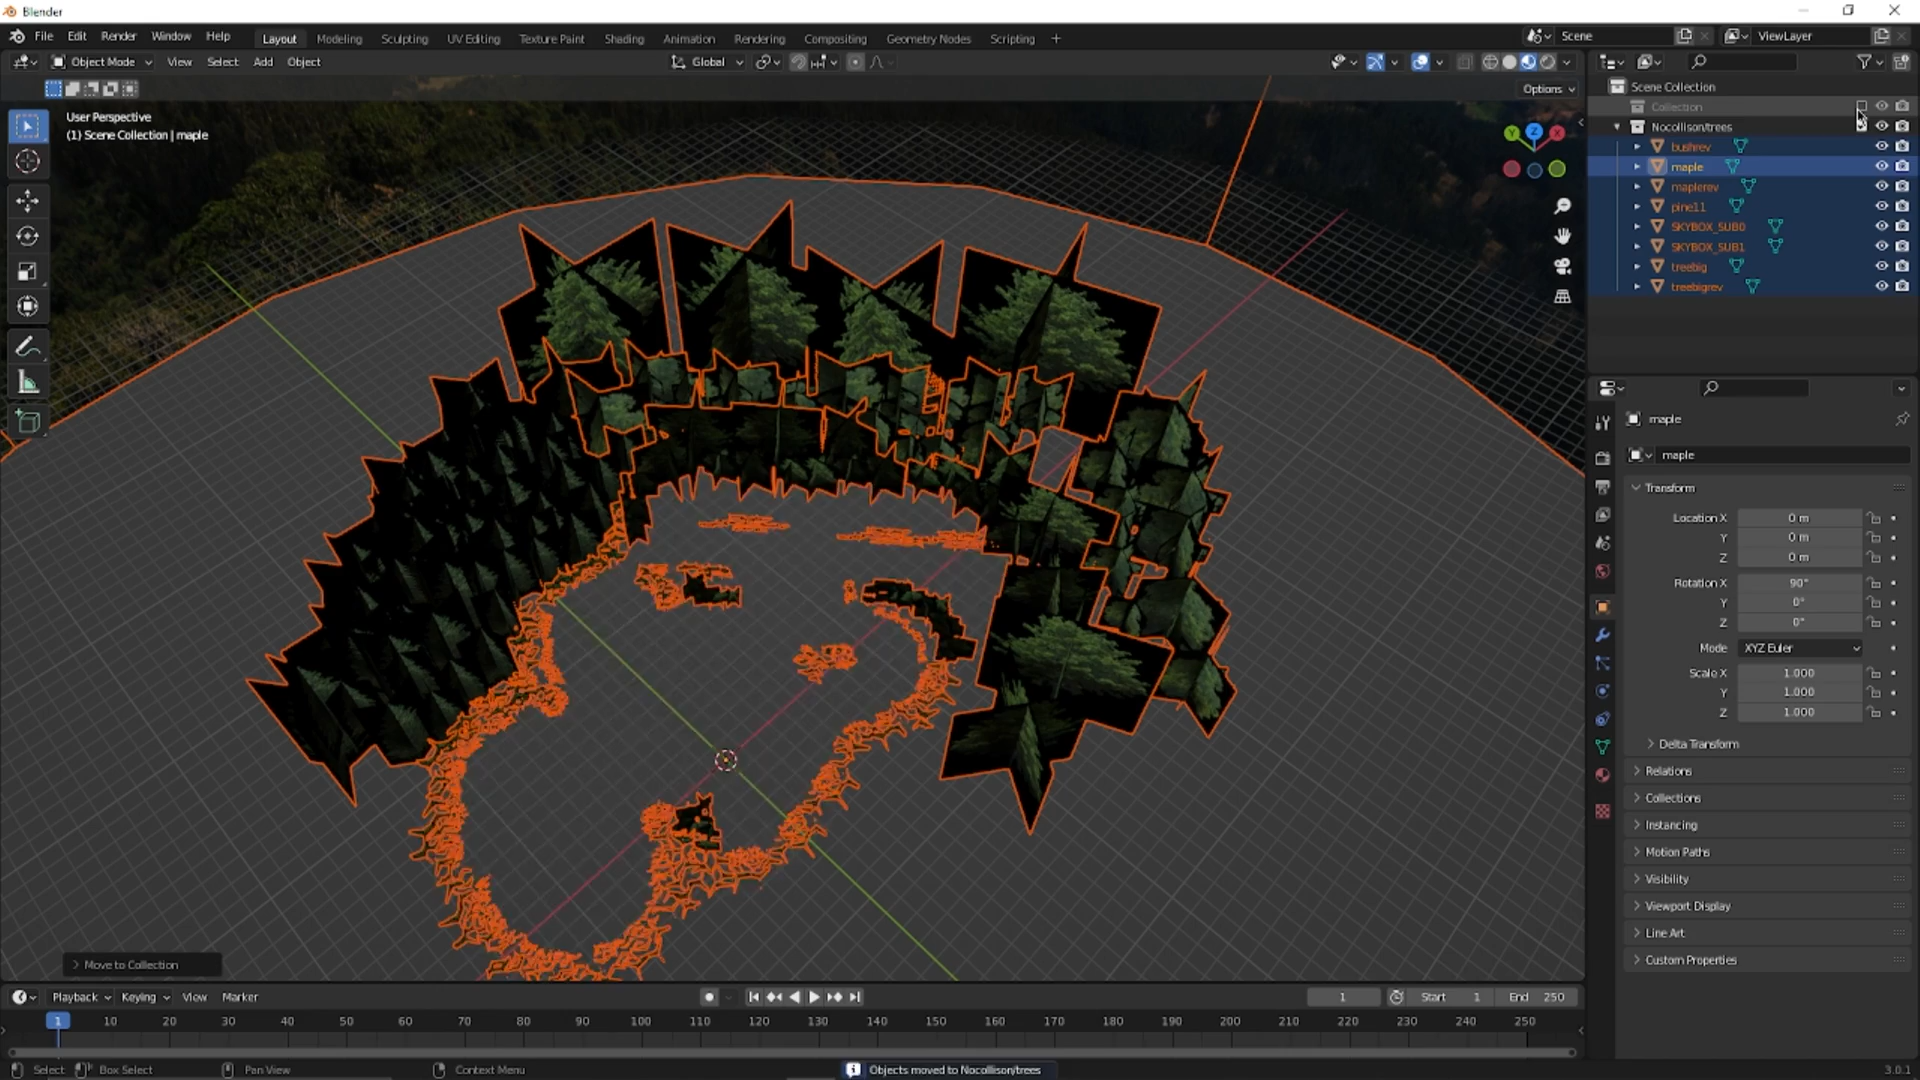 Blender
File Edit Render Window Help Layout Modeling Sculpting UV Editing Texture Paint Shading Animation Rendering Compositing Geometry Nodes Scripting + Scene ViewLayer
Object Mode View Select Add Object Global
Options
User Perspective
(1) Scene Collection | maple
Y Z X
Scene Collection
Collection
Nocollison/trees
bushrev
maple
maplerev
pine11
SKYBOX_SUB0
SKYBOX_SUB1
treebig
treebigrev
maple
maple
Transform
Location X 0 m
Y 0 m
Z 0 m
Rotation X 90°
Y 0°
Z 0°
Mode XYZ Euler
Scale X 1.000
Y 1.000
Z 1.000
Delta Transform
Relations
Collections
Instancing
Motion Paths
Visibility
Viewport Display
Line Art
Custom Properties
Move to Collection
Playback Keying View Marker 1 Start 1 End 250
1 10 20 30 40 50 60 70 80 90 100 110 120 130 140 150 160 170 180 190 200 210 220 230 240 250
Select Box Select Pan View Context Menu Objects moved to Nocollison/trees 3.0.1